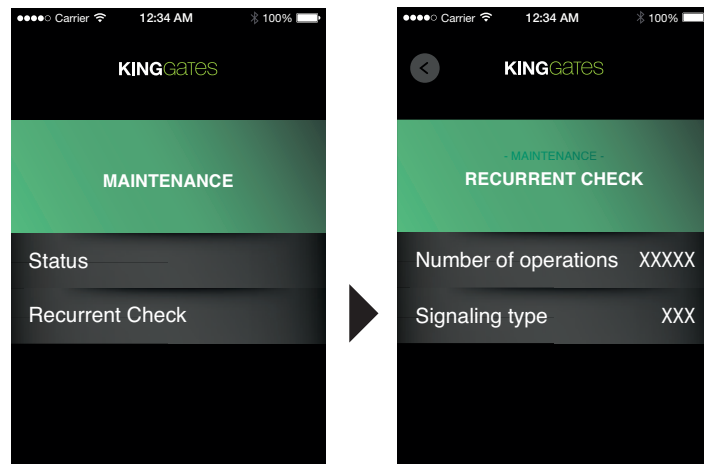 Carrier 12:34 AM 100%
KINGGATES
MAINTENANCE
Status
Recurrent Check
Carrier 12:34 AM 100%
KINGGATES
- MAINTENANCE -
RECURRENT CHECK
Number of operations XXXXX
Signaling type XXX